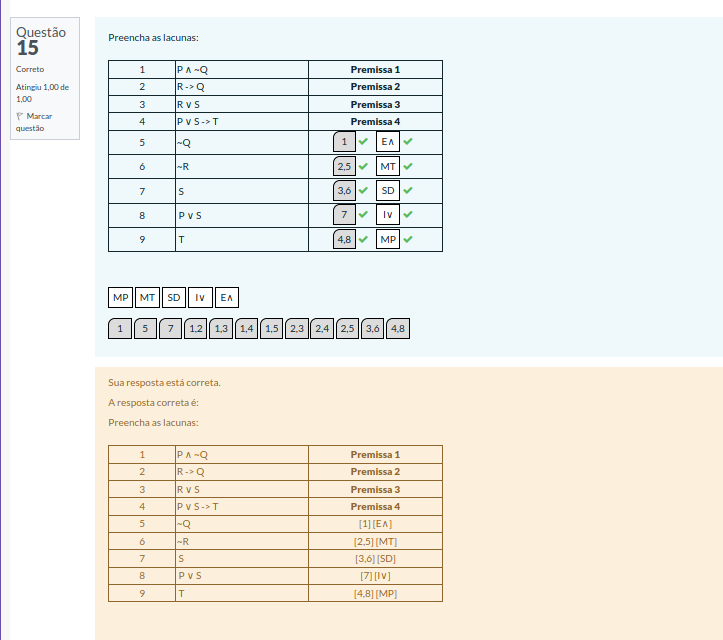 Questão
15
Correto
Atingiu 1,00 de
1,00
Marcar
questão
Preencha as lacunas:
1 P ∧ ~Q Premissa 1
2 R -> Q Premissa 2
3 R ∨ S Premissa 3
4 P ∨ S -> T Premissa 4
5 ~Q 1 E∧
6 ~R 2,5 MT
7 S 3,6 SD
8 P ∨ S 7 I∨
9 T 4,8 MP
MP MT SD I∨ E∧
1 5 7 1,2 1,3 1,4 1,5 2,3 2,4 2,5 3,6 4,8
Sua resposta está correta.
A resposta correta é:
Preencha as lacunas:
1 P ∧ ~Q Premissa 1
2 R -> Q Premissa 2
3 R ∨ S Premissa 3
4 P ∨ S -> T Premissa 4
5 ~Q [1] [E∧]
6 ~R [2,5] [MT]
7 S [3,6] [SD]
8 P ∨ S [7] [I∨]
9 T [4,8] [MP]